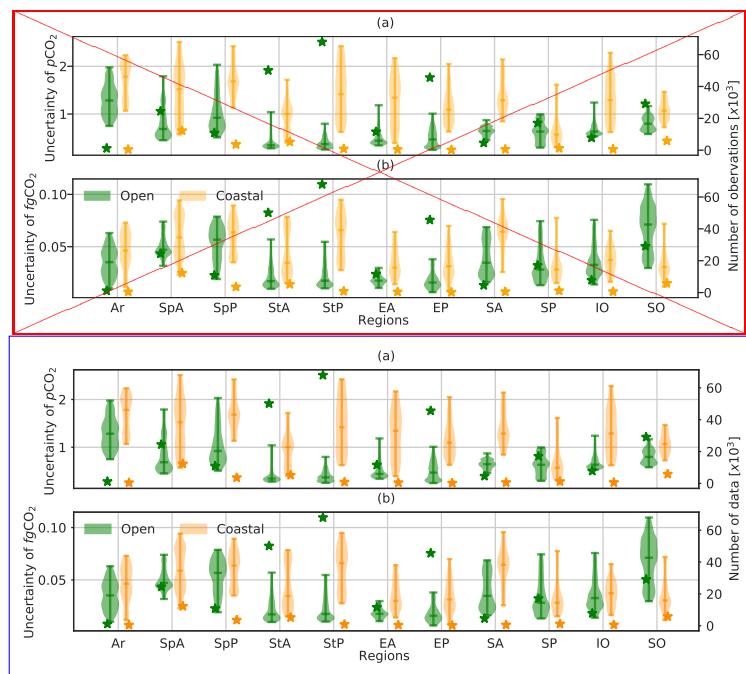 (a)
Uncertainty of pCO₂
2
1
60
40
20
0
Number of obervations [x10³]
(b)
Uncertainty of fgCO₂
Open
Coastal
0.10
0.05
60
40
20
0
Ar SpA SpP StA StP EA EP SA SP IO SO
Regions
(a)
Uncertainty of pCO₂
2
1
60
40
20
0
Number of data [x10³]
(b)
Uncertainty of fgCO₂
Open
Coastal
0.10
0.05
60
40
20
0
Ar SpA SpP StA StP EA EP SA SP IO SO
Regions